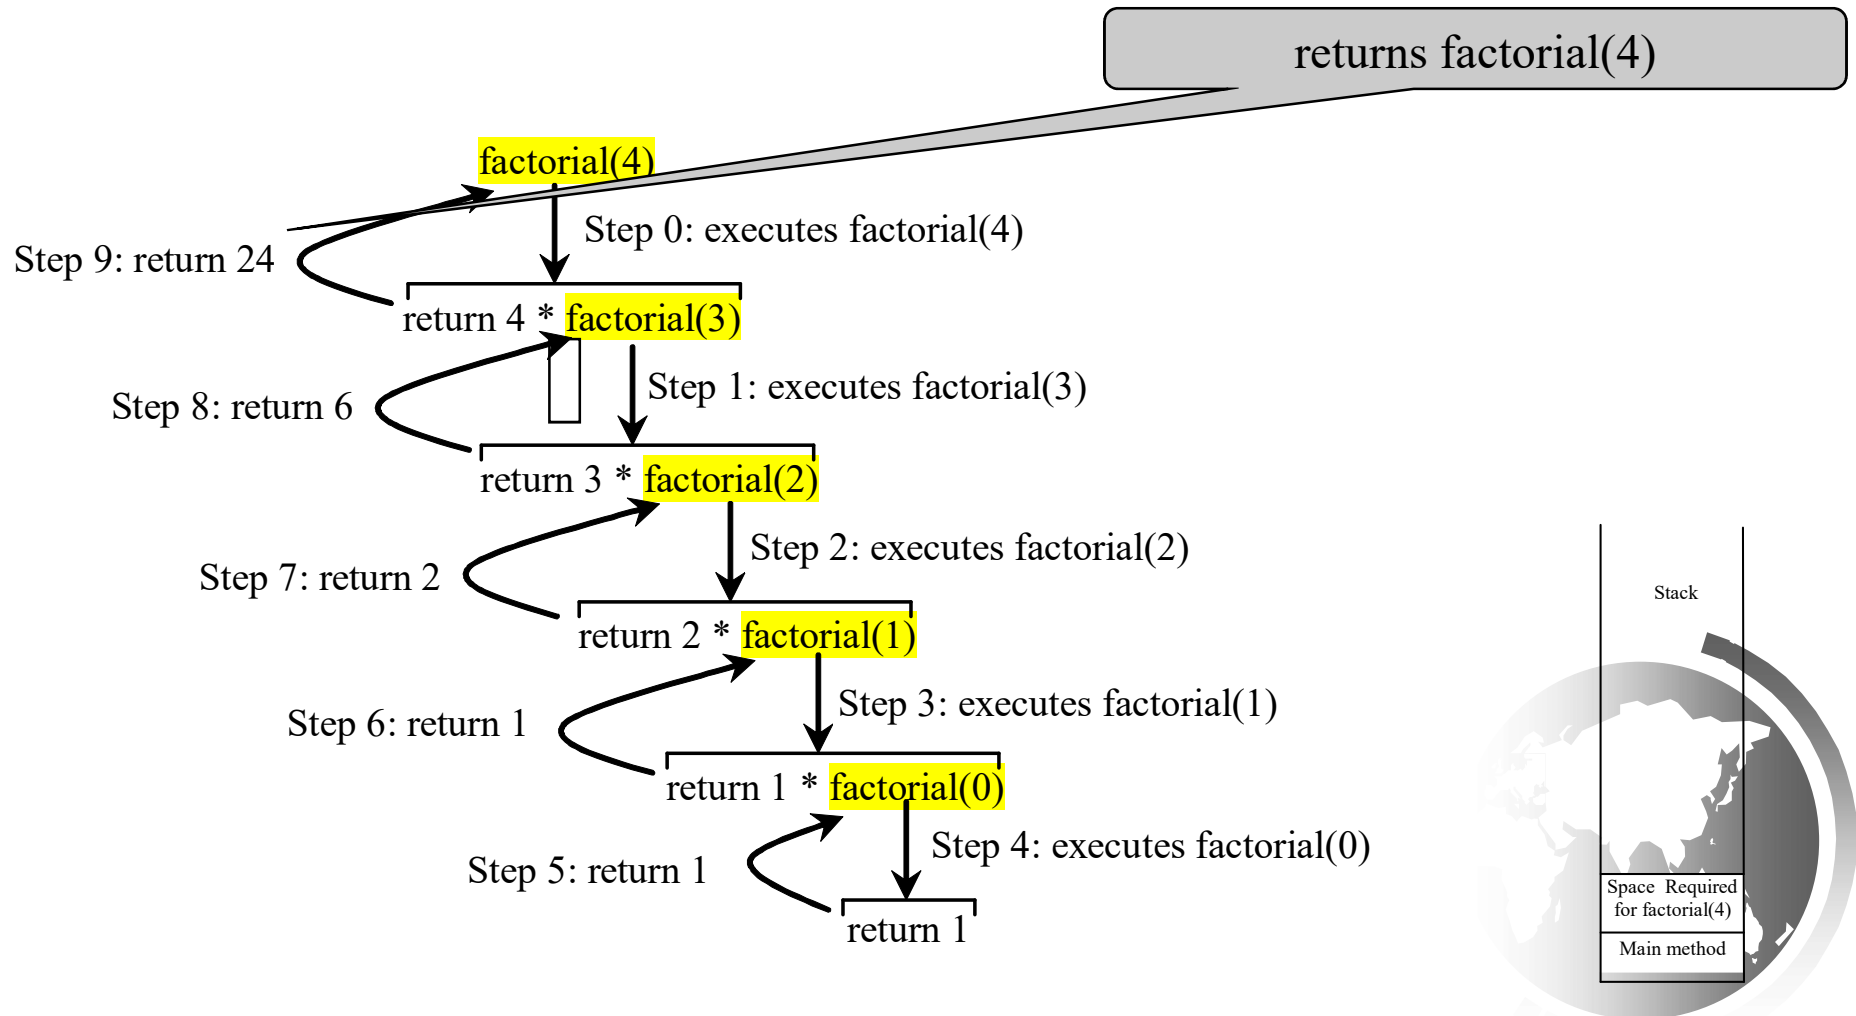 returns factorial(4)
factorial(4)
Step 0: executes factorial(4)
Step 9: return 24
return 4 * factorial(3)
Step 1: executes factorial(3)
Step 8: return 6
return 3 * factorial(2)
Step 2: executes factorial(2)
Step 7: return 2
return 2 * factorial(1)
Step 3: executes factorial(1)
Step 6: return 1
return 1 * factorial(0)
Step 4: executes factorial(0)
Step 5: return 1
return 1
Stack
Space Required
for factorial(4)
Main method